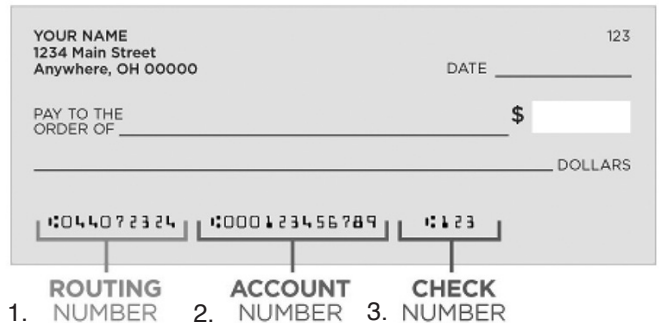 YOUR NAME 123
1234 Main Street
Anywhere, OH 00000
DATE
PAY TO THE
ORDER OF $
DOLLARS
⑆044072324 ⑆000123456789 ⑆123
ROUTING ACCOUNT CHECK
1. NUMBER 2. NUMBER 3. NUMBER